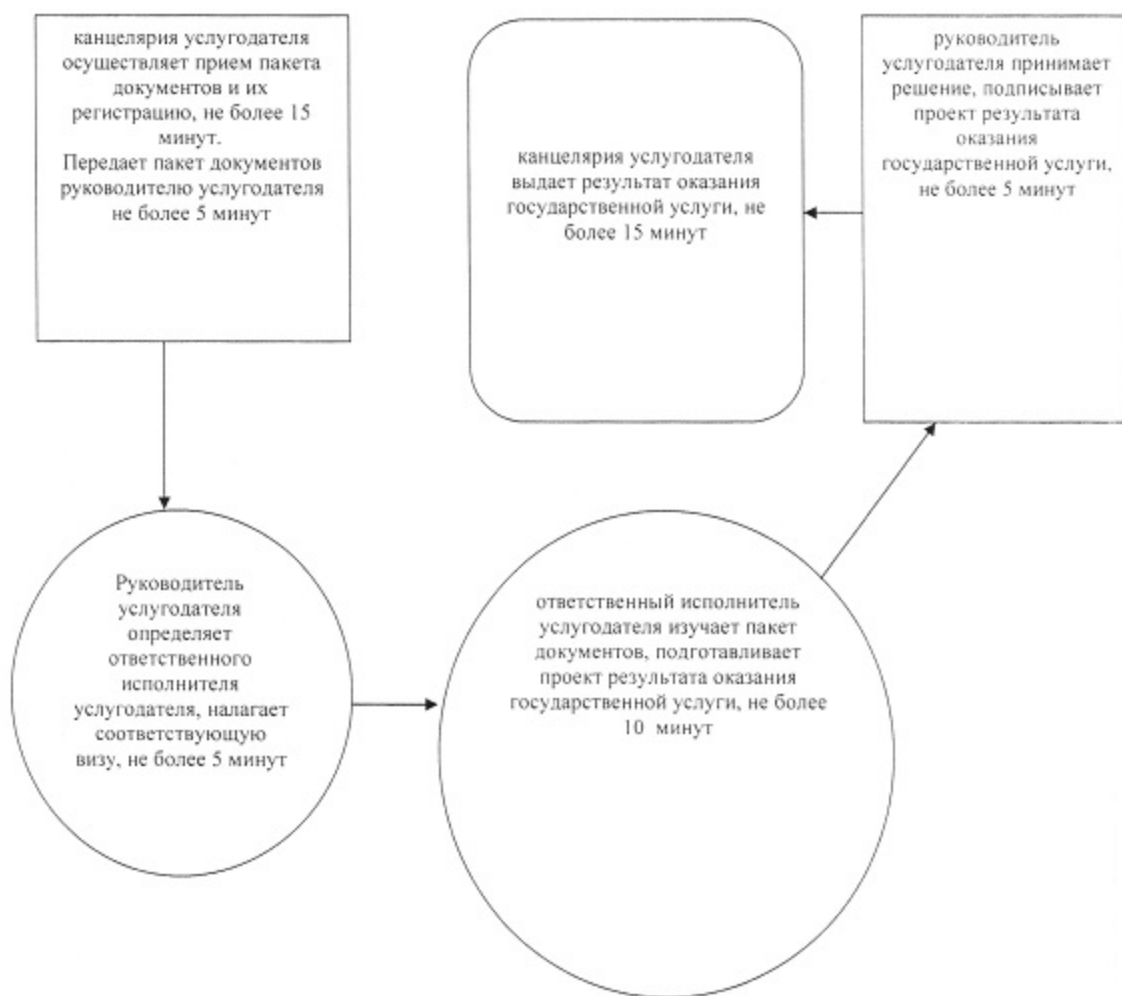 канцелярия услугодателя
осуществляет прием пакета
документов и их
регистрацию, не более 15
минут.
Передает пакет документов
руководителю услугодателя
не более 5 минут
канцелярия услугодателя
выдает результат оказания
государственной услуги, не
более 15 минут
руководитель
услугодателя принимает
решение, подписывает
проект результата
оказания
государственной услуги,
не более 5 минут
Руководитель
услугодателя
определяет
ответственного
исполнителя
услугодателя, налагает
соответствующую
визу, не более 5 минут
ответственный исполнитель
услугодателя изучает пакет
документов, подготавливает
проект результата оказания
государственной услуги, не более
10 минут